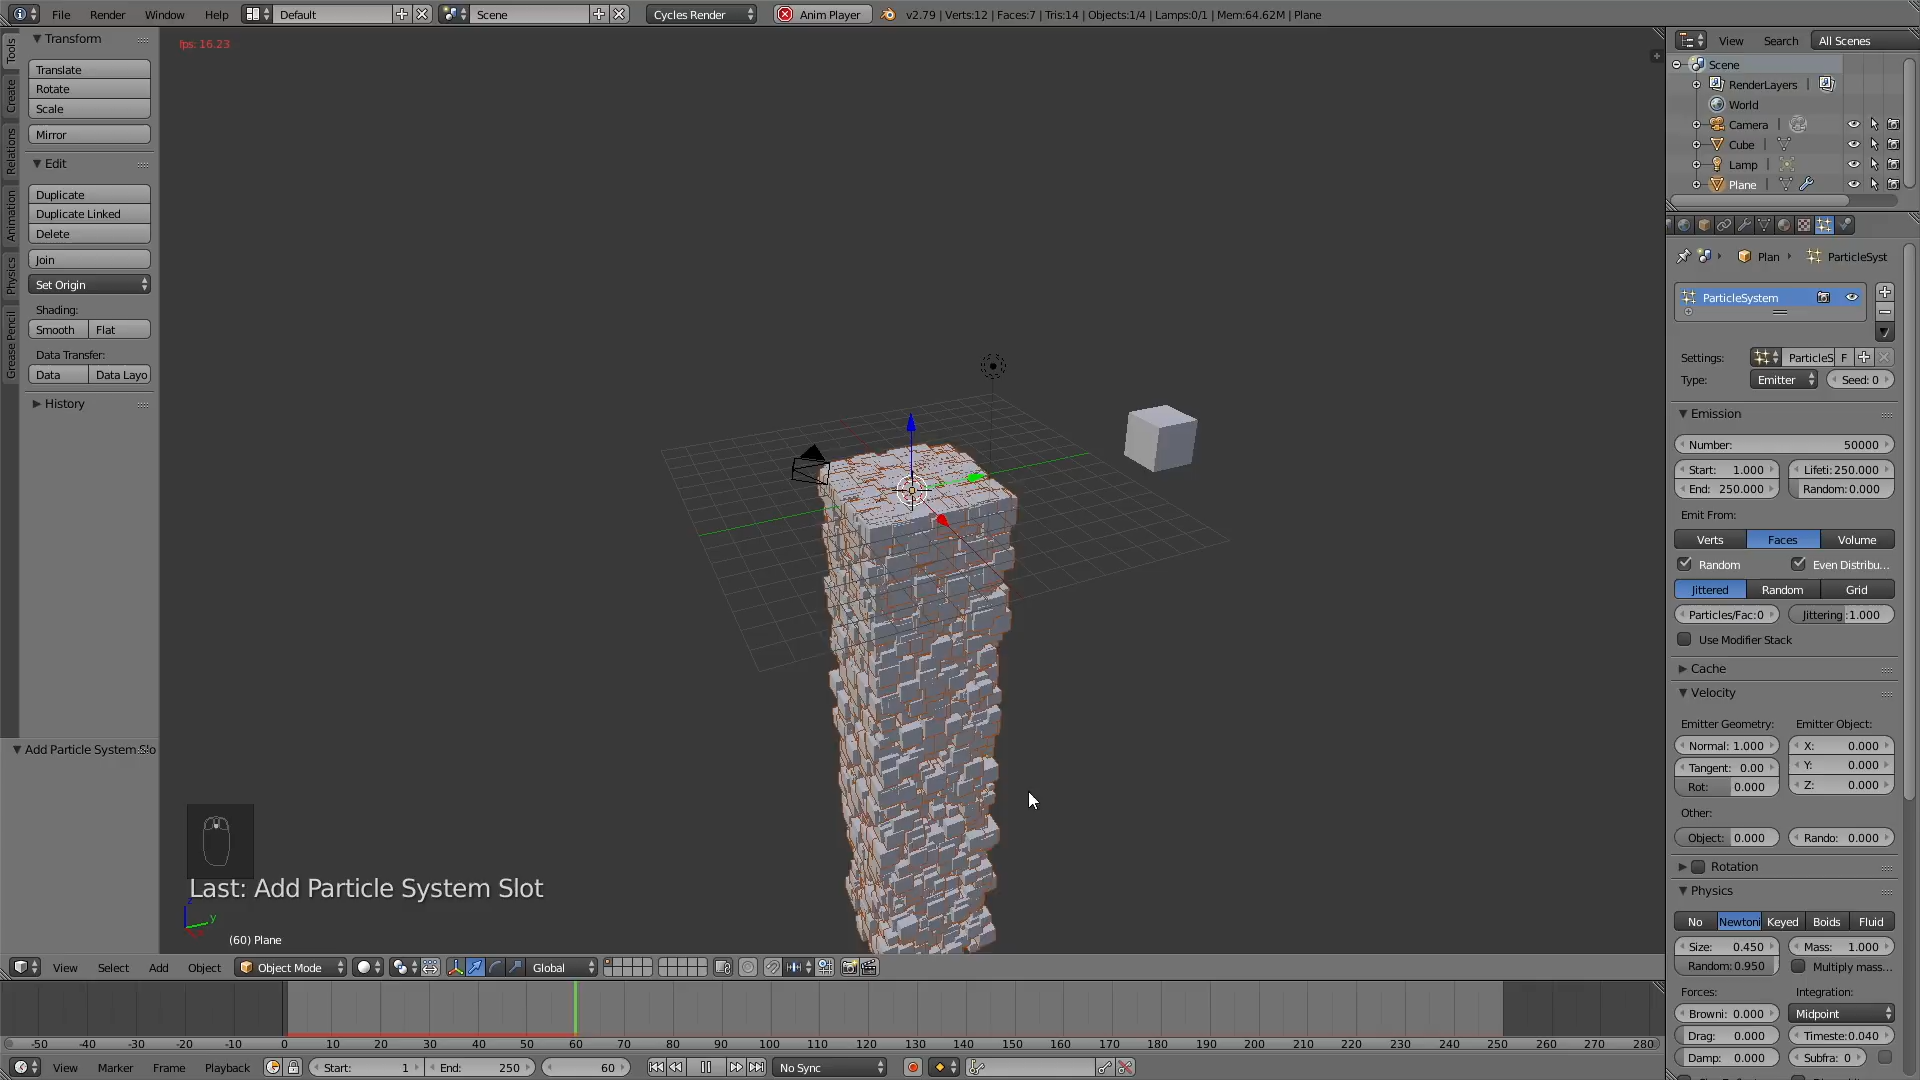 File Render Window Help Default Scene Cycles Render Anim Player v2.79 | Verts:12 | Faces:7 | Tris:14 | Objects:1/4 | Lamps:0/1 | Mem:64.62M | Plane
fps: 16.23
Tools
Create
Relations
Animation
Physics
Grease Pencil
Transform
Translate
Rotate
Scale
Mirror
Edit
Duplicate
Duplicate Linked
Delete
Join
Set Origin
Shading:
Smooth Flat
Data Transfer:
Data Data Layo
History
Add Particle System Slo
Last: Add Particle System Slot
z
y
(60) Plane
View Search All Scenes
Scene
RenderLayers |
World
Camera |
Cube |
Lamp |
Plane |
Plan ParticleSyst
ParticleSystem
Settings: ParticleS F
Type: Emitter Seed: 0
Emission
Number: 50000
Start: 1.000 Lifeti: 250.000
End: 250.000 Random: 0.000
Emit From:
Verts Faces Volume
Random Even Distribu...
Jittered Random Grid
Particles/Fac: 0 Jittering: 1.000
Use Modifier Stack
Cache
Velocity
Emitter Geometry: Emitter Object:
Normal: 1.000 X: 0.000
Tangent: 0.00 Y: 0.000
Rot: 0.000 Z: 0.000
Other:
Object: 0.000 Rando: 0.000
Rotation
Physics
No Newtoni Keyed Boids Fluid
Size: 0.450 Mass: 1.000
Random: 0.950 Multiply mass...
Forces: Integration:
Browni: 0.000 Midpoint
Drag: 0.000 Timeste: 0.040
Damp: 0.000 Subfra: 0
View Select Add Object Object Mode Global
-50 -40 -30 -20 -10 0 10 20 30 40 50 60 70 80 90 100 110 120 130 140 150 160 170 180 190 200 210 220 230 240 250 260 270 280
View Marker Frame Playback Start: 1 End: 250 60 No Sync